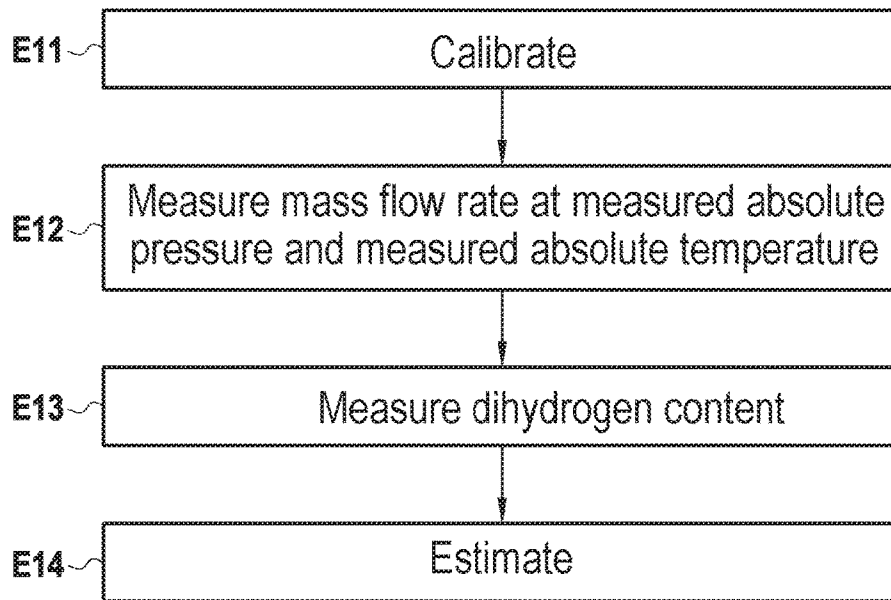 E11
Calibrate
E12
Measure mass flow rate at measured absolute
pressure and measured absolute temperature
E13
Measure dihydrogen content
E14
Estimate